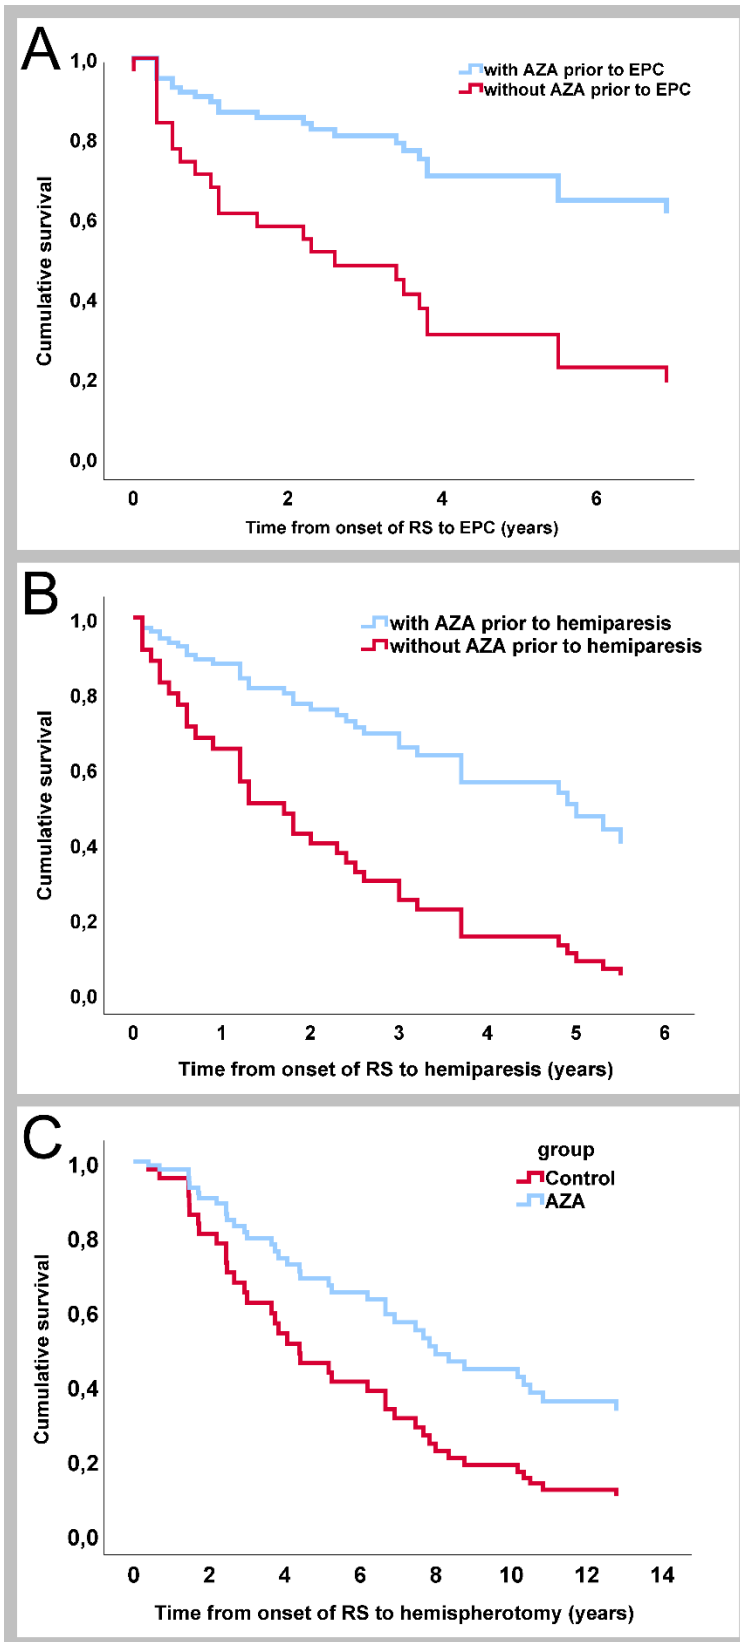 A
1,0
0,8
0,6
0,4
0,2
0,0
Cumulative survival
with AZA prior to EPC
without AZA prior to EPC
0 2 4 6
Time from onset of RS to EPC (years)
B
1,0
0,8
0,6
0,4
0,2
0,0
Cumulative survival
with AZA prior to hemiparesis
without AZA prior to hemiparesis
0 1 2 3 4 5 6
Time from onset of RS to hemiparesis (years)
C
1,0
0,8
0,6
0,4
0,2
0,0
Cumulative survival
group
Control
AZA
0 2 4 6 8 10 12 14
Time from onset of RS to hemispherotomy (years)